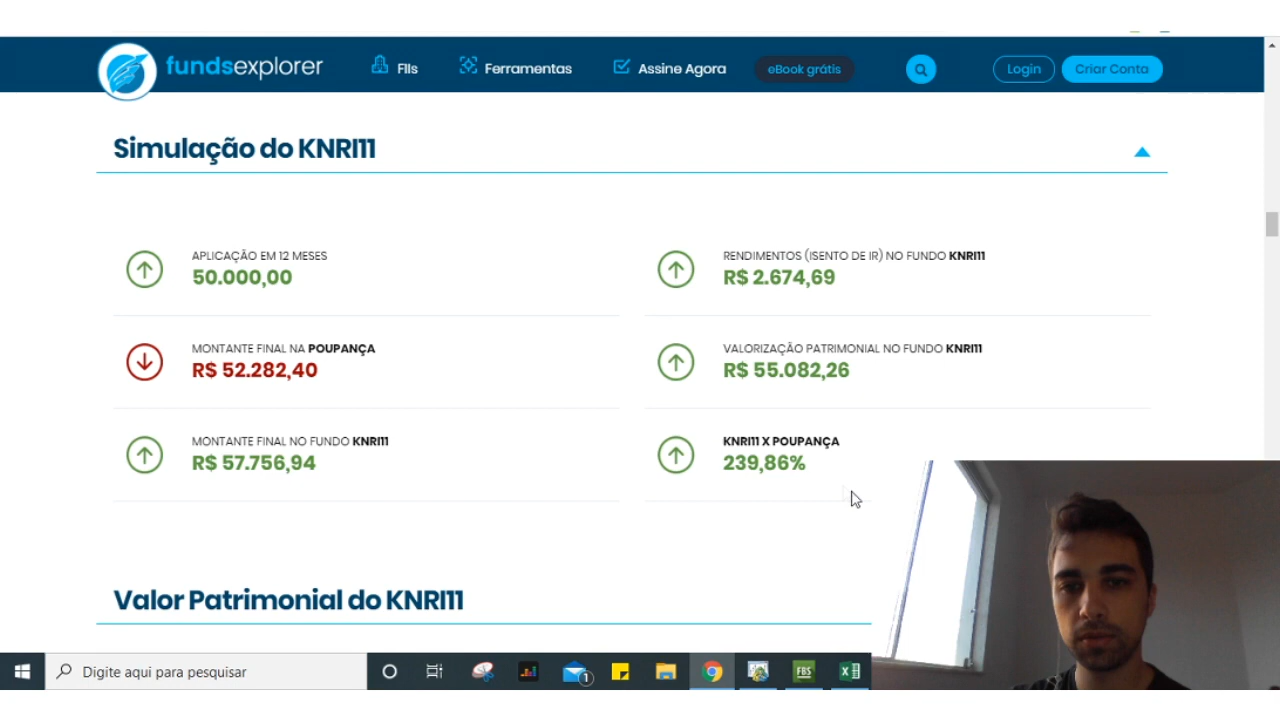 fundsexplorer
FIIs
Ferramentas
Assine Agora
eBook grátis
Login
Criar Conta
Simulação do KNRI11
APLICAÇÃO EM 12 MESES
50.000,00
RENDIMENTOS (ISENTO DE IR) NO FUNDO KNRI11
R$ 2.674,69
MONTANTE FINAL NA POUPANÇA
R$ 52.282,40
VALORIZAÇÃO PATRIMONIAL NO FUNDO KNRI11
R$ 55.082,26
MONTANTE FINAL NO FUNDO KNRI11
R$ 57.756,94
KNRI11 X POUPANÇA
239,86%
Valor Patrimonial do KNRI11
Digite aqui para pesquisar
1
FBS
X